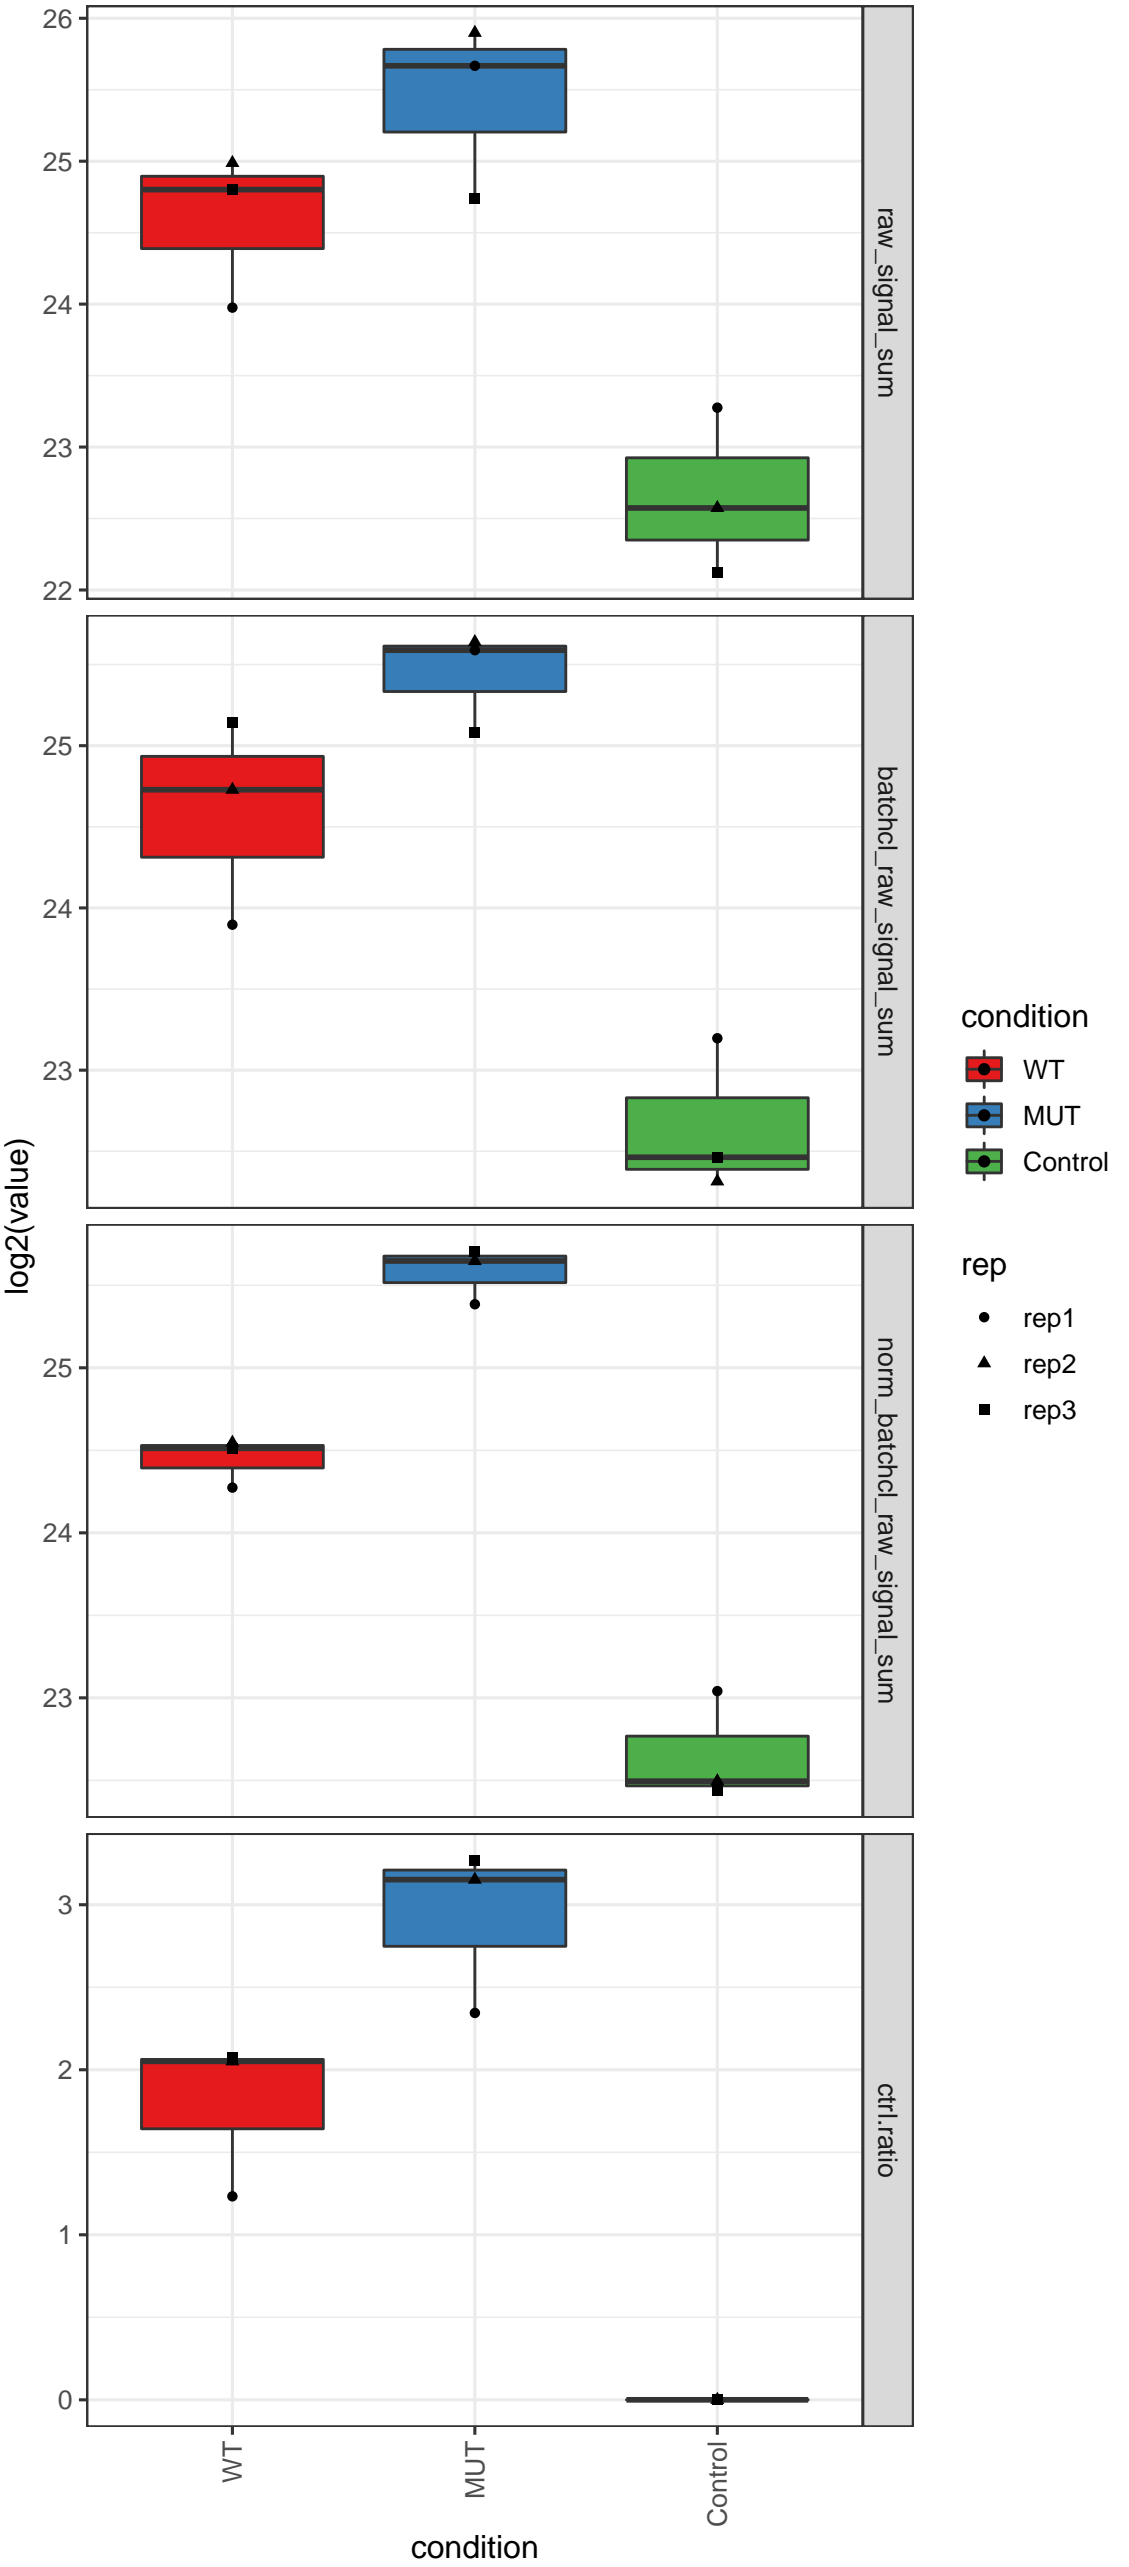 log2(value)
26
25
24
23
22
raw_signal_sum
25
24
23
batchcl_raw_signal_sum
25
24
23
norm_batchcl_raw_signal_sum
3
2
1
0
ctrl.ratio
WT
MUT
Control
condition
condition
WT
MUT
Control
rep
rep1
rep2
rep3